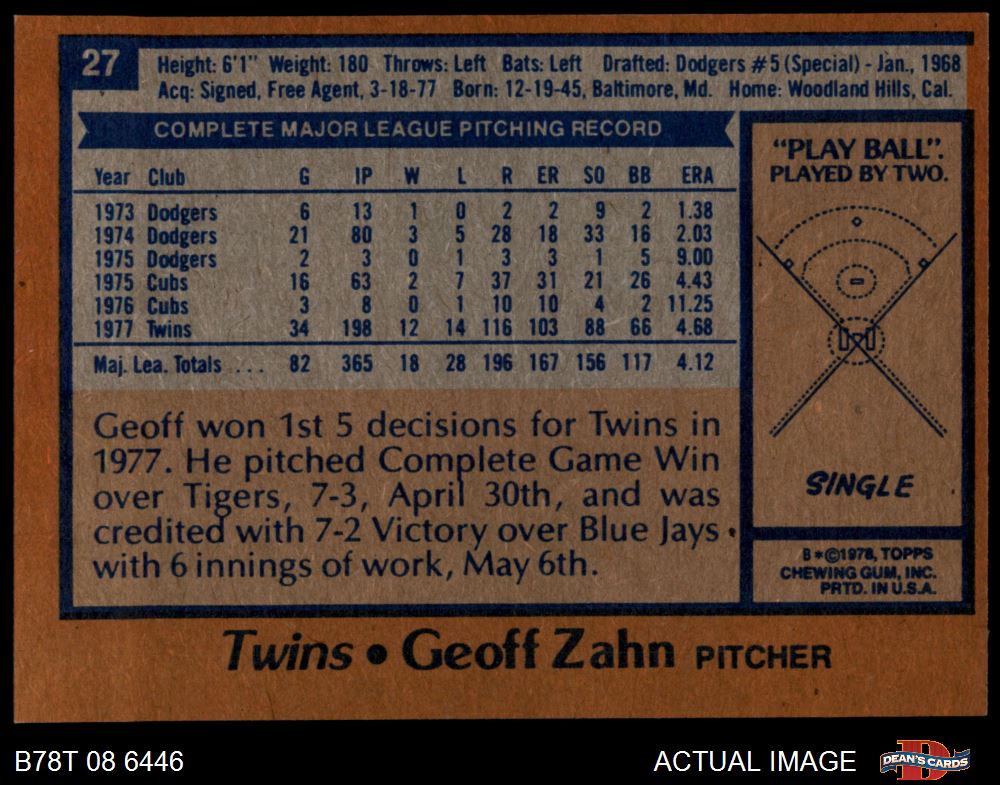 27
Height: 6'1" Weight: 180 Throws: Left Bats: Left Drafted: Dodgers #5 (Special) - Jan., 1968
Acq: Signed, Free Agent, 3-18-77 Born: 12-19-45, Baltimore, Md. Home: Woodland Hills, Cal.
COMPLETE MAJOR LEAGUE PITCHING RECORD
Year Club G IP W L R ER SO BB ERA
1973 Dodgers 6 13 1 0 2 2 9 2 1.38
1974 Dodgers 21 80 3 5 28 18 33 16 2.03
1975 Dodgers 2 3 0 1 3 3 1 5 9.00
1975 Cubs 16 63 2 7 37 31 21 26 4.43
1976 Cubs 3 8 0 1 10 10 4 2 11.25
1977 Twins 34 198 12 14 116 103 88 66 4.68
Maj. Lea. Totals ... 82 365 18 28 196 167 156 117 4.12
Geoff won 1st 5 decisions for Twins in
1977. He pitched Complete Game Win
over Tigers, 7-3, April 30th, and was
credited with 7-2 Victory over Blue Jays
with 6 innings of work, May 6th.
"PLAY BALL".
PLAYED BY TWO.
SINGLE
B*©1978, TOPPS
CHEWING GUM, INC.
PRTD. IN U.S.A.
Twins • Geoff Zahn PITCHER
B78T 08 6446
ACTUAL IMAGE
DEAN'S CARDS